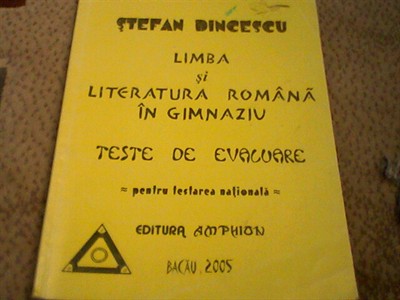 ŞTEFAN DINCESCU
LIMBA
şi
LITERATURA ROMÂNĂ
ÎN GIMNAZIU
TESTE DE EVALUARE
≈ pentru testarea naţională ≈
EDITURA AMPHION
BACĂU, 2005